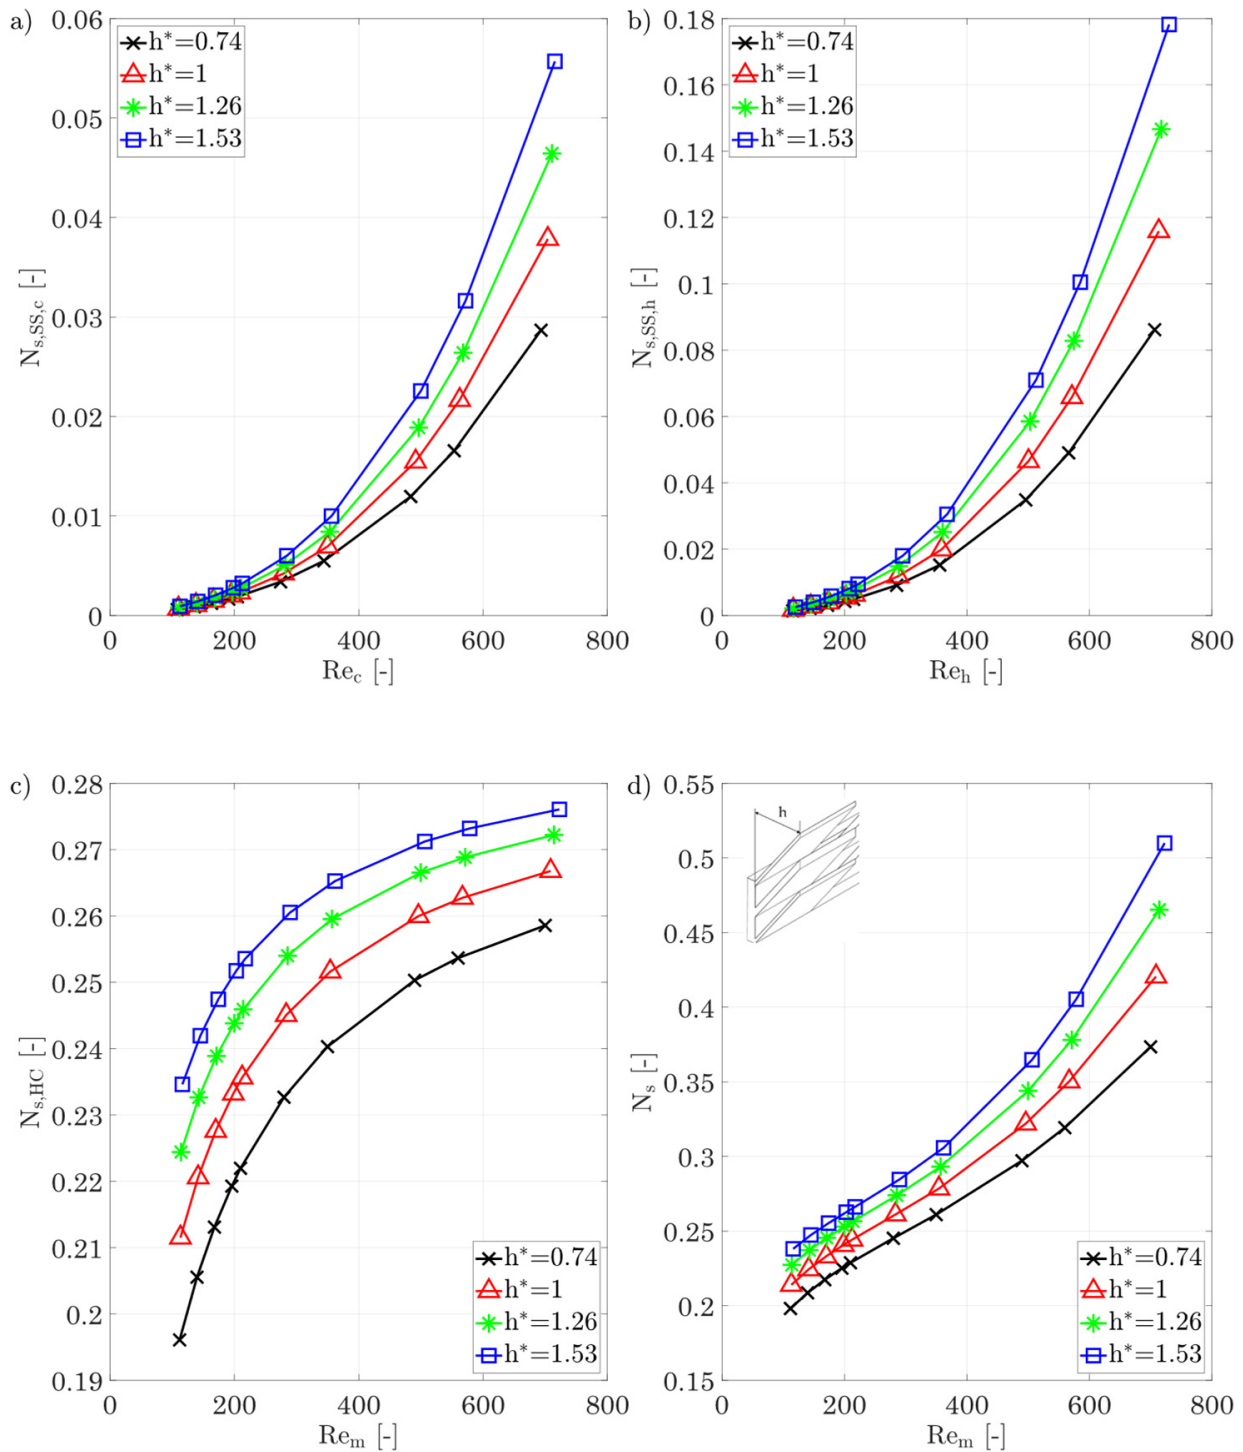 a)
0.06
0.05
0.04
0.03
0.02
0.01
0
N_s,SS,c [-]
h*=0.74
h*=1
h*=1.26
h*=1.53
0 200 400 600 800
Re_c [-]
b)
0.18
0.16
0.14
0.12
0.1
0.08
0.06
0.04
0.02
0
N_s,SS,h [-]
h*=0.74
h*=1
h*=1.26
h*=1.53
0 200 400 600 800
Re_h [-]
c)
0.28
0.27
0.26
0.25
0.24
0.23
0.22
0.21
0.2
0.19
N_s,HC [-]
h*=0.74
h*=1
h*=1.26
h*=1.53
0 200 400 600 800
Re_m [-]
d)
0.55
0.5
0.45
0.4
0.35
0.3
0.25
0.2
0.15
N_s [-]
h
h*=0.74
h*=1
h*=1.26
h*=1.53
0 200 400 600 800
Re_m [-]